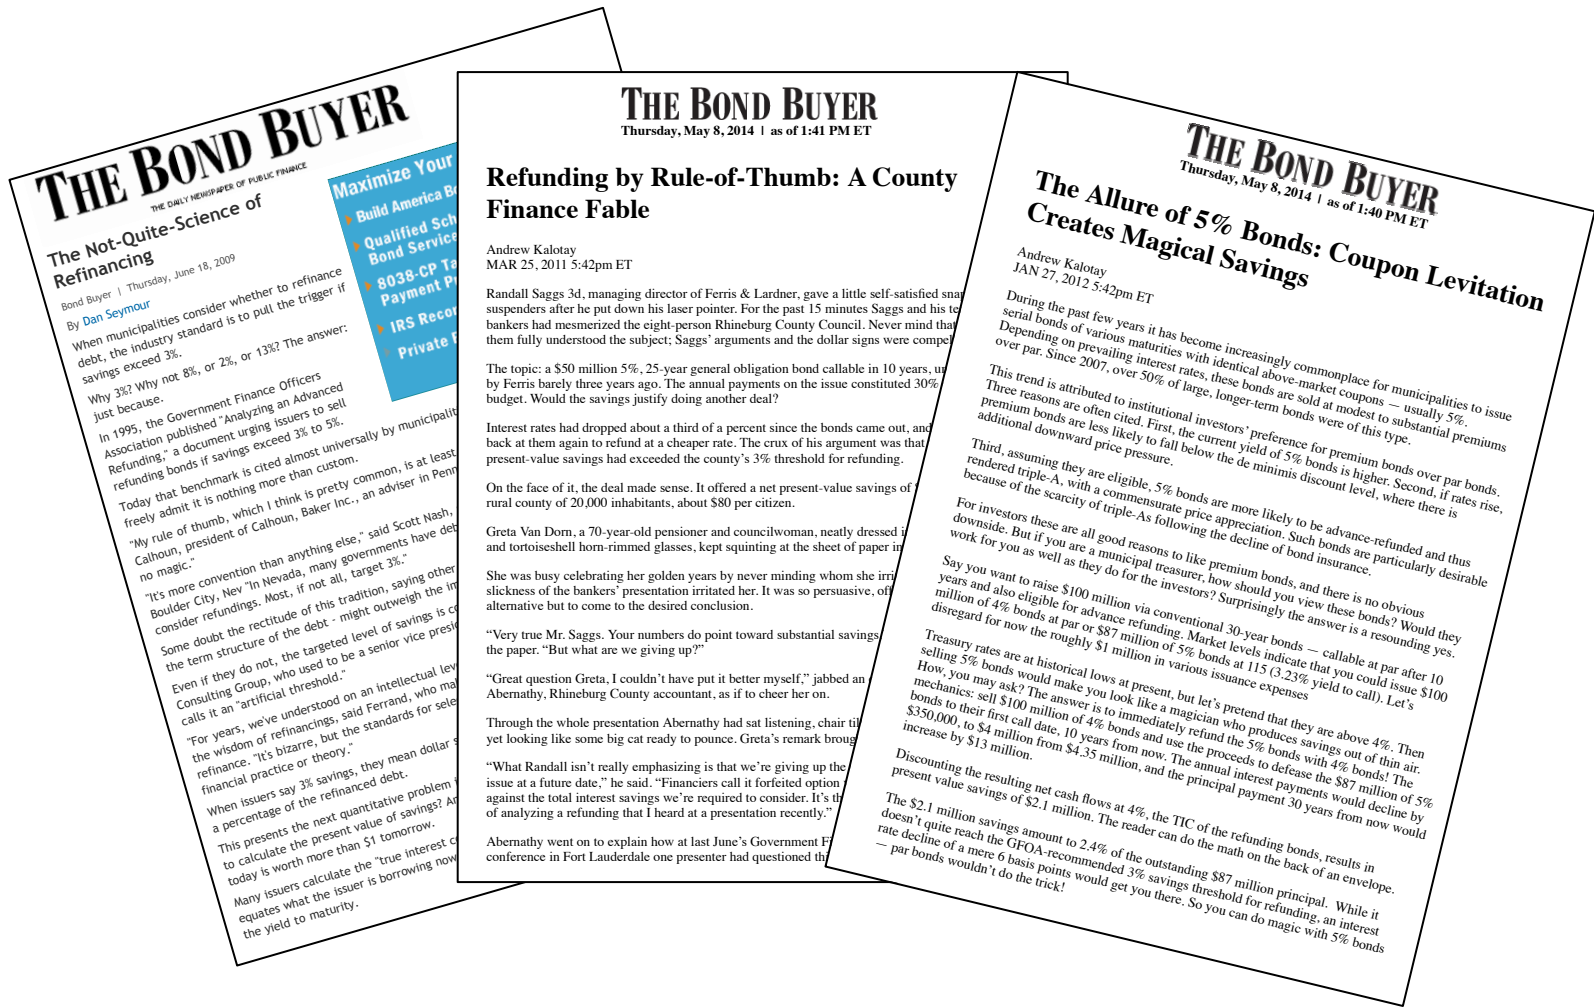 THE BOND BUYER
THE DAILY NEWSPAPER OF PUBLIC FINANCE
The Not-Quite-Science of
Refinancing
Bond Buyer | Thursday, June 18, 2009
By Dan Seymour
When municipalities consider whether to refinance
debt, the industry standard is to pull the trigger if
savings exceed 3%.
Why 3%? Why not 8%, or 2%, or 13%? The answer:
just because.
In 1995, the Government Finance Officers
Association published "Analyzing an Advanced
Refunding," a document urging issuers to sell
refunding bonds if savings exceed 3% to 5%.
Today that benchmark is cited almost universally by municipalit
freely admit it is nothing more than custom.
"My rule of thumb, which I think is pretty common, is at least
Calhoun, president of Calhoun, Baker Inc., an adviser in Penn
no magic."
"It's more convention than anything else," said Scott Nash,
Boulder City, Nev "In Nevada, many governments have deb
consider refundings. Most, if not all, target 3%."
Some doubt the rectitude of this tradition, saying other
the term structure of the debt - might outweigh the im
Even if they do not, the targeted level of savings is co
Consulting Group, who used to be a senior vice presid
calls it an "artificial threshold."
"For years, we've understood on an intellectual leve
the wisdom of refinancings, said Ferrand, who mal
refinance. "It's bizarre, but the standards for sele
financial practice or theory."
When issuers say 3% savings, they mean dollar s
a percentage of the refinanced debt.
This presents the next quantitative problem i
to calculate the present value of savings? An
today is worth more than $1 tomorrow.
Many issuers calculate the "true interest c
equates what the issuer is borrowing now
the yield to maturity.
Maximize Your
Build America Bo
Qualified Sch
Bond Service
8038-CP Ta
Payment P
IRS Recor
Private
THE BOND BUYER
Thursday, May 8, 2014 | as of 1:41 PM ET
Refunding by Rule-of-Thumb: A County
Finance Fable
Andrew Kalotay
MAR 25, 2011 5:42pm ET
Randall Saggs 3d, managing director of Ferris & Lardner, gave a little self-satisfied snap
suspenders after he put down his laser pointer. For the past 15 minutes Saggs and his te
bankers had mesmerized the eight-person Rhineburg County Council. Never mind that
them fully understood the subject; Saggs' arguments and the dollar signs were compel
The topic: a $50 million 5%, 25-year general obligation bond callable in 10 years, un
by Ferris barely three years ago. The annual payments on the issue constituted 30%
budget. Would the savings justify doing another deal?
Interest rates had dropped about a third of a percent since the bonds came out, and
back at them again to refund at a cheaper rate. The crux of his argument was that
present-value savings had exceeded the county's 3% threshold for refunding.
On the face of it, the deal made sense. It offered a net present-value savings of $
rural county of 20,000 inhabitants, about $80 per citizen.
Greta Van Dorn, a 70-year-old pensioner and councilwoman, neatly dressed i
and tortoiseshell horn-rimmed glasses, kept squinting at the sheet of paper in
She was busy celebrating her golden years by never minding whom she irri
slickness of the bankers' presentation irritated her. It was so persuasive, off
alternative but to come to the desired conclusion.
“Very true Mr. Saggs. Your numbers do point toward substantial savings
the paper. “But what are we giving up?”
“Great question Greta, I couldn't have put it better myself,” jabbed an
Abernathy, Rhineburg County accountant, as if to cheer her on.
Through the whole presentation Abernathy had sat listening, chair til
yet looking like some big cat ready to pounce. Greta's remark broug
“What Randall isn't really emphasizing is that we're giving up the
issue at a future date,” he said. “Financiers call it forfeited option
against the total interest savings we're required to consider. It's th
of analyzing a refunding that I heard at a presentation recently.”
Abernathy went on to explain how at last June's Government Fi
conference in Fort Lauderdale one presenter had questioned thi
THE BOND BUYER
Thursday, May 8, 2014 | as of 1:40 PM ET
The Allure of 5% Bonds: Coupon Levitation
Creates Magical Savings
Andrew Kalotay
JAN 27, 2012 5:42pm ET
During the past few years it has become increasingly commonplace for municipalities to issue
serial bonds of various maturities with identical above-market coupons — usually 5%.
Depending on prevailing interest rates, these bonds are sold at modest to substantial premiums
over par. Since 2007, over 50% of large, longer-term bonds were of this type.
This trend is attributed to institutional investors' preference for premium bonds over par bonds.
Three reasons are often cited. First, the current yield of 5% bonds is higher. Second, if rates rise,
premium bonds are less likely to fall below the de minimis discount level, where there is
additional downward price pressure.
Third, assuming they are eligible, 5% bonds are more likely to be advance-refunded and thus
rendered triple-A, with a commensurate price appreciation. Such bonds are particularly desirable
because of the scarcity of triple-As following the decline of bond insurance.
For investors these are all good reasons to like premium bonds, and there is no obvious
downside. But if you are a municipal treasurer, how should you view these bonds? Would they
work for you as well as they do for the investors? Surprisingly the answer is a resounding yes.
Say you want to raise $100 million via conventional 30-year bonds — callable at par after 10
years and also eligible for advance refunding. Market levels indicate that you could issue $100
million of 4% bonds at par or $87 million of 5% bonds at 115 (3.23% yield to call). Let's
disregard for now the roughly $1 million in various issuance expenses
Treasury rates are at historical lows at present, but let's pretend that they are above 4%. Then
selling 5% bonds would make you look like a magician who produces savings out of thin air.
How, you may ask? The answer is to immediately refund the 5% bonds with 4% bonds! The
mechanics: sell $100 million of 4% bonds and use the proceeds to defease the $87 million of 5%
bonds to their first call date, 10 years from now. The annual interest payments would decline by
$350,000, to $4 million from $4.35 million, and the principal payment 30 years from now would
increase by $13 million.
Discounting the resulting net cash flows at 4%, the TIC of the refunding bonds, results in
present value savings of $2.1 million. The reader can do the math on the back of an envelope.
The $2.1 million savings amount to 2.4% of the outstanding $87 million principal. While it
doesn't quite reach the GFOA-recommended 3% savings threshold for refunding, an interest
rate decline of a mere 6 basis points would get you there. So you can do magic with 5% bonds
— par bonds wouldn't do the trick!